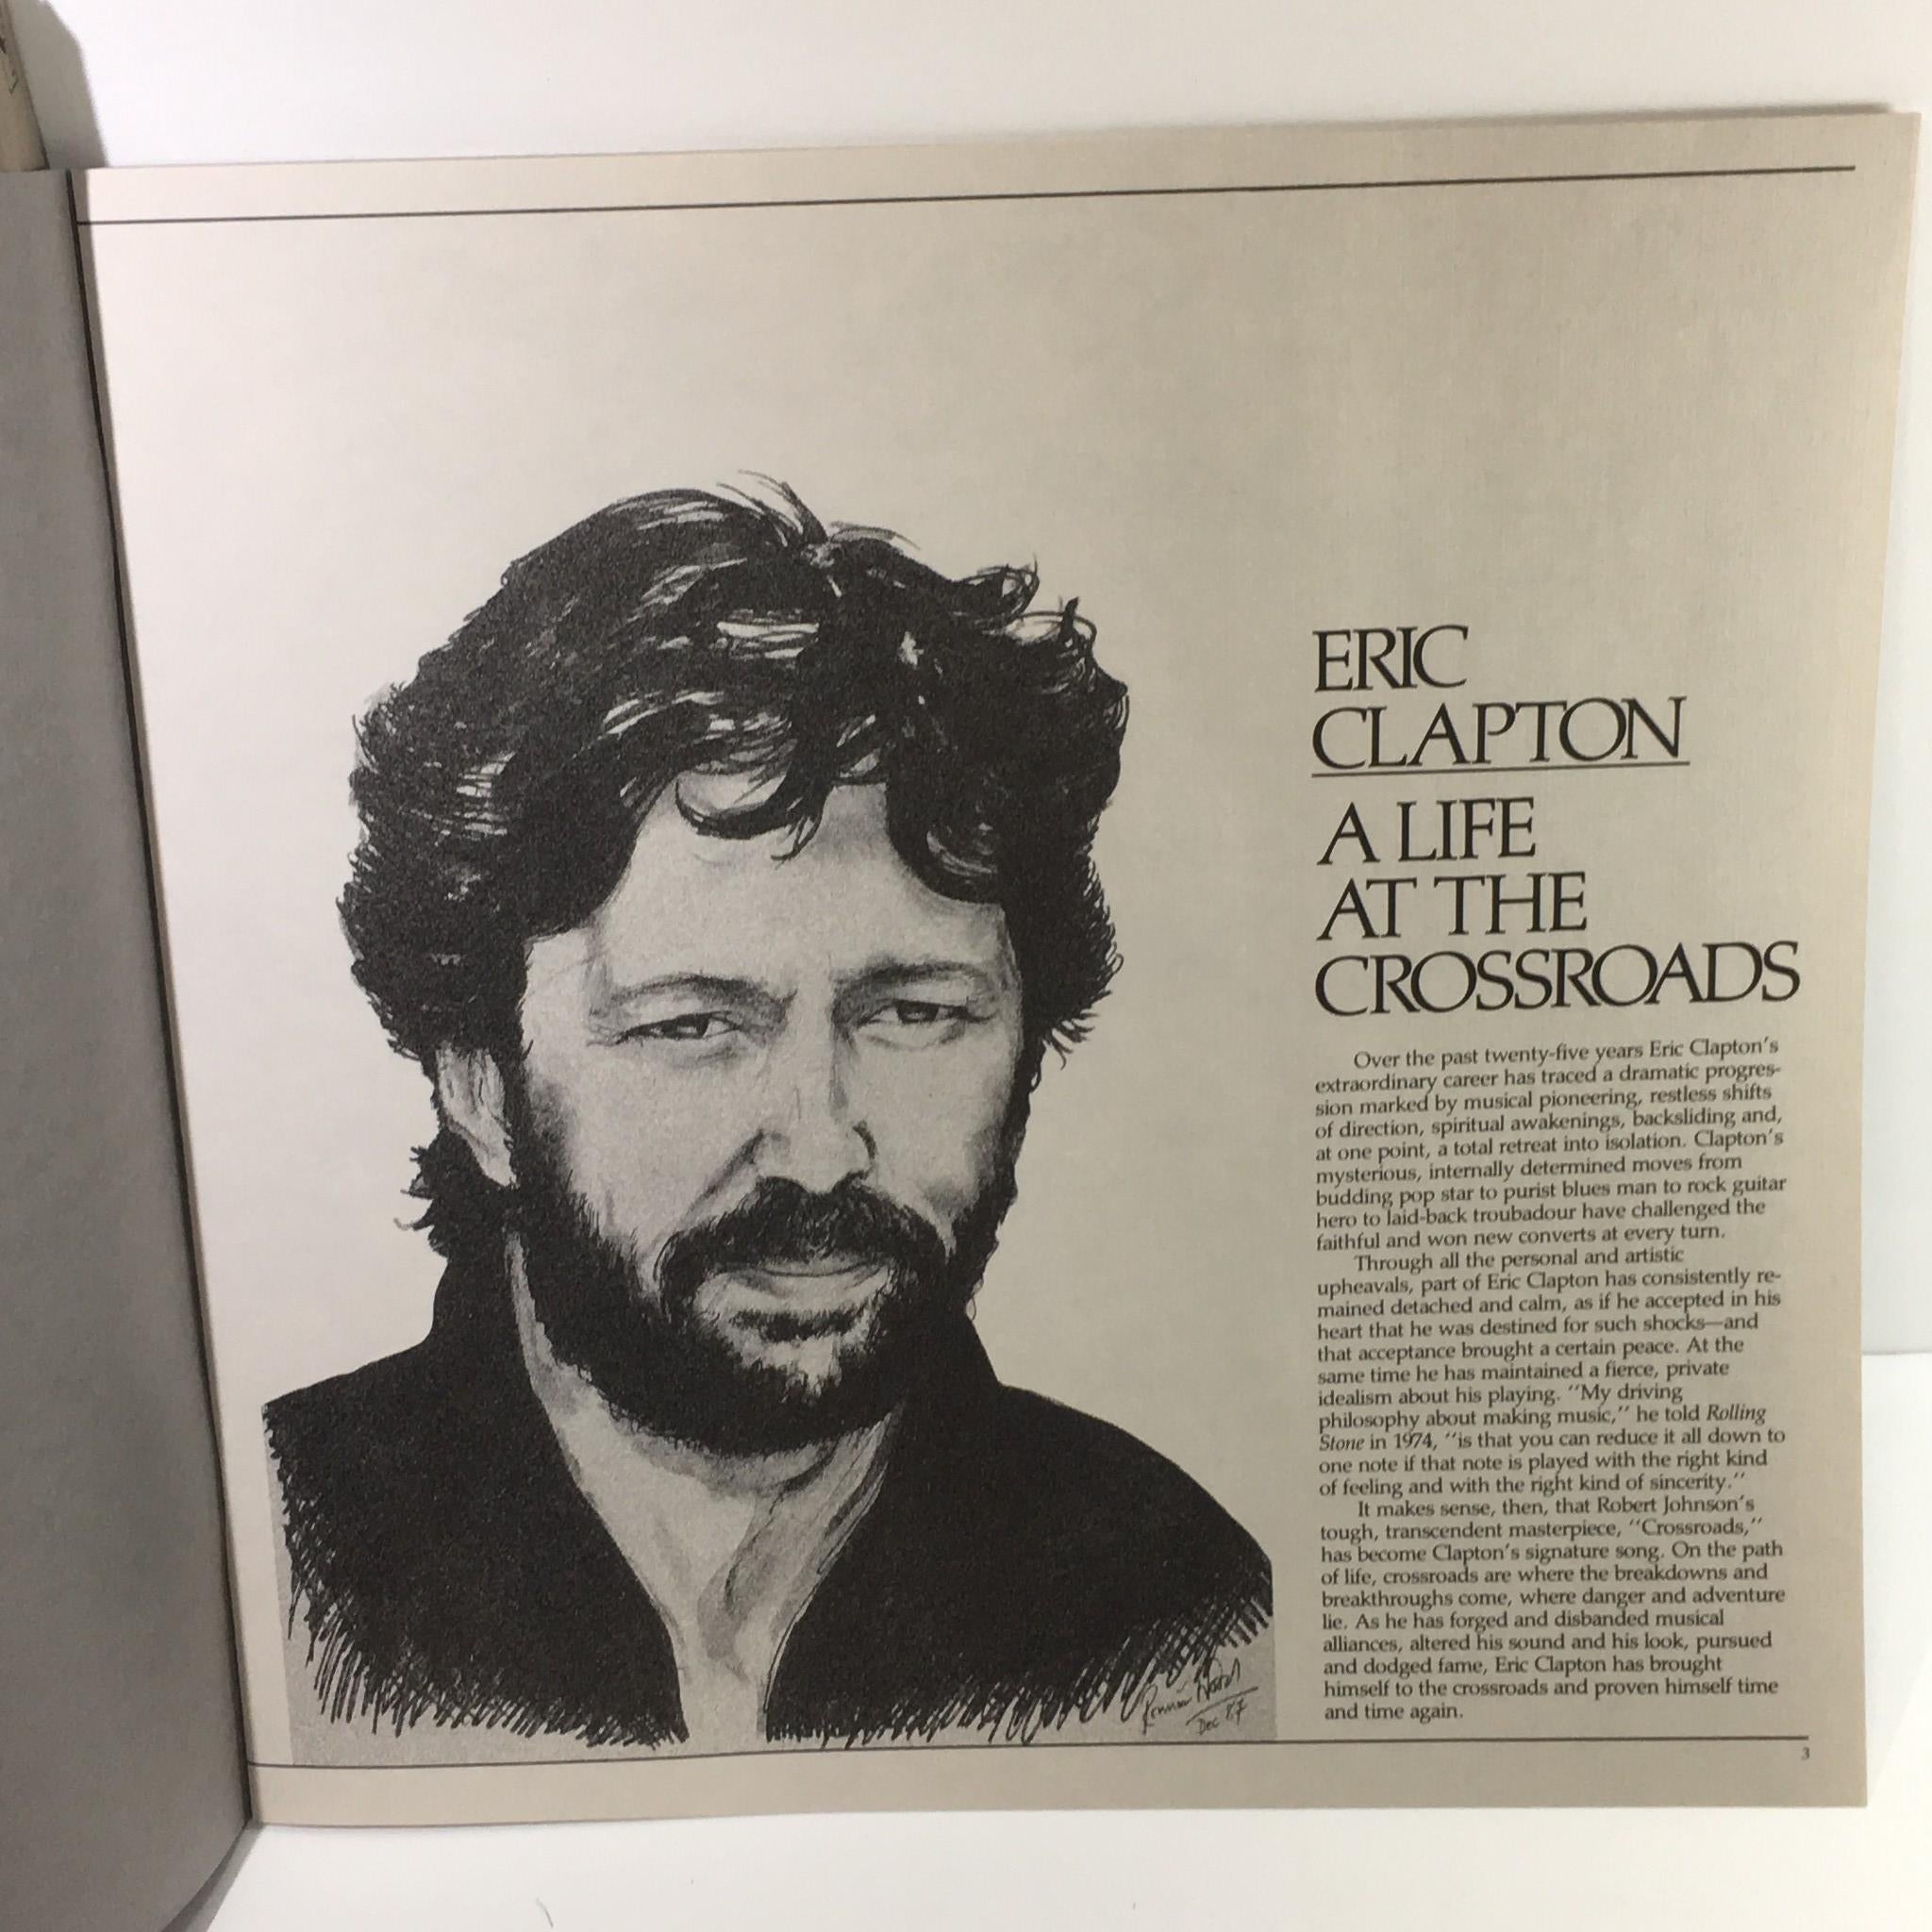 ERIC
CLAPTON
A LIFE
AT THE
CROSSROADS
Over the past twenty-five years Eric Clapton's
extraordinary career has traced a dramatic progres-
sion marked by musical pioneering, restless shifts
of direction, spiritual awakenings, backsliding and,
at one point, a total retreat into isolation. Clapton's
mysterious, internally determined moves from
budding pop star to purist blues man to rock guitar
hero to laid-back troubadour have challenged the
faithful and won new converts at every turn.
Through all the personal and artistic
upheavals, part of Eric Clapton has consistently re-
mained detached and calm, as if he accepted in his
heart that he was destined for such shocks—and
that acceptance brought a certain peace. At the
same time he has maintained a fierce, private
idealism about his playing. ''My driving
philosophy about making music,'' he told Rolling
Stone in 1974, ''is that you can reduce it all down to
one note if that note is played with the right kind
of feeling and with the right kind of sincerity.''
It makes sense, then, that Robert Johnson's
tough, transcendent masterpiece, ''Crossroads,''
has become Clapton's signature song. On the path
of life, crossroads are where the breakdowns and
breakthroughs come, where danger and adventure
lie. As he has forged and disbanded musical
alliances, altered his sound and his look, pursued
and dodged fame, Eric Clapton has brought
himself to the crossroads and proven himself time
and time again.
Ronnie Wood
Dec 87
3